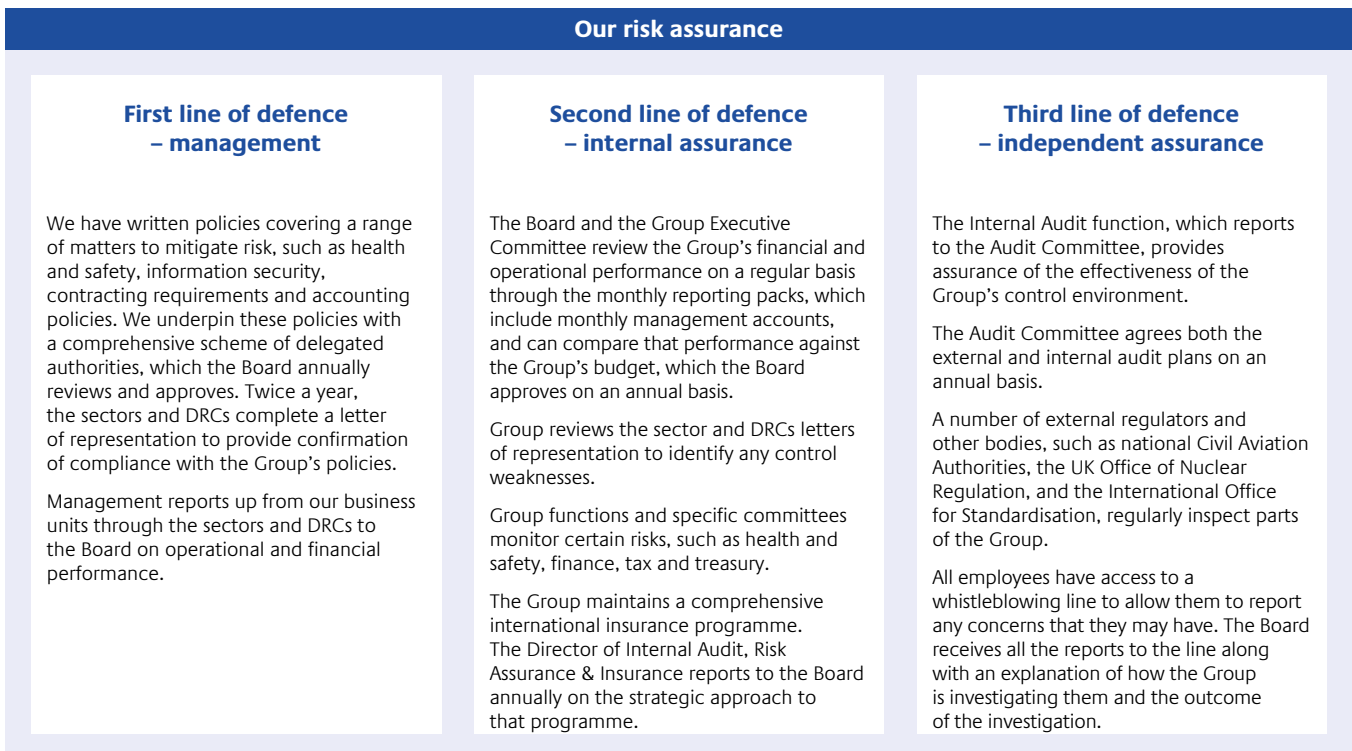 Our risk assurance
First line of defence
– management
We have written policies covering a range
of matters to mitigate risk, such as health
and safety, information security,
contracting requirements and accounting
policies. We underpin these policies with
a comprehensive scheme of delegated
authorities, which the Board annually
reviews and approves. Twice a year,
the sectors and DRCs complete a letter
of representation to provide confirmation
of compliance with the Group's policies.
Management reports up from our business
units through the sectors and DRCs to
the Board on operational and financial
performance.
Second line of defence
– internal assurance
The Board and the Group Executive
Committee review the Group's financial and
operational performance on a regular basis
through the monthly reporting packs, which
include monthly management accounts,
and can compare that performance against
the Group's budget, which the Board
approves on an annual basis.
Group reviews the sector and DRCs letters
of representation to identify any control
weaknesses.
Group functions and specific committees
monitor certain risks, such as health and
safety, finance, tax and treasury.
The Group maintains a comprehensive
international insurance programme.
The Director of Internal Audit, Risk
Assurance & Insurance reports to the Board
annually on the strategic approach to
that programme.
Third line of defence
– independent assurance
The Internal Audit function, which reports
to the Audit Committee, provides
assurance of the effectiveness of the
Group's control environment.
The Audit Committee agrees both the
external and internal audit plans on an
annual basis.
A number of external regulators and
other bodies, such as national Civil Aviation
Authorities, the UK Office of Nuclear
Regulation, and the International Office
for Standardisation, regularly inspect parts
of the Group.
All employees have access to a
whistleblowing line to allow them to report
any concerns that they may have. The Board
receives all the reports to the line along
with an explanation of how the Group
is investigating them and the outcome
of the investigation.